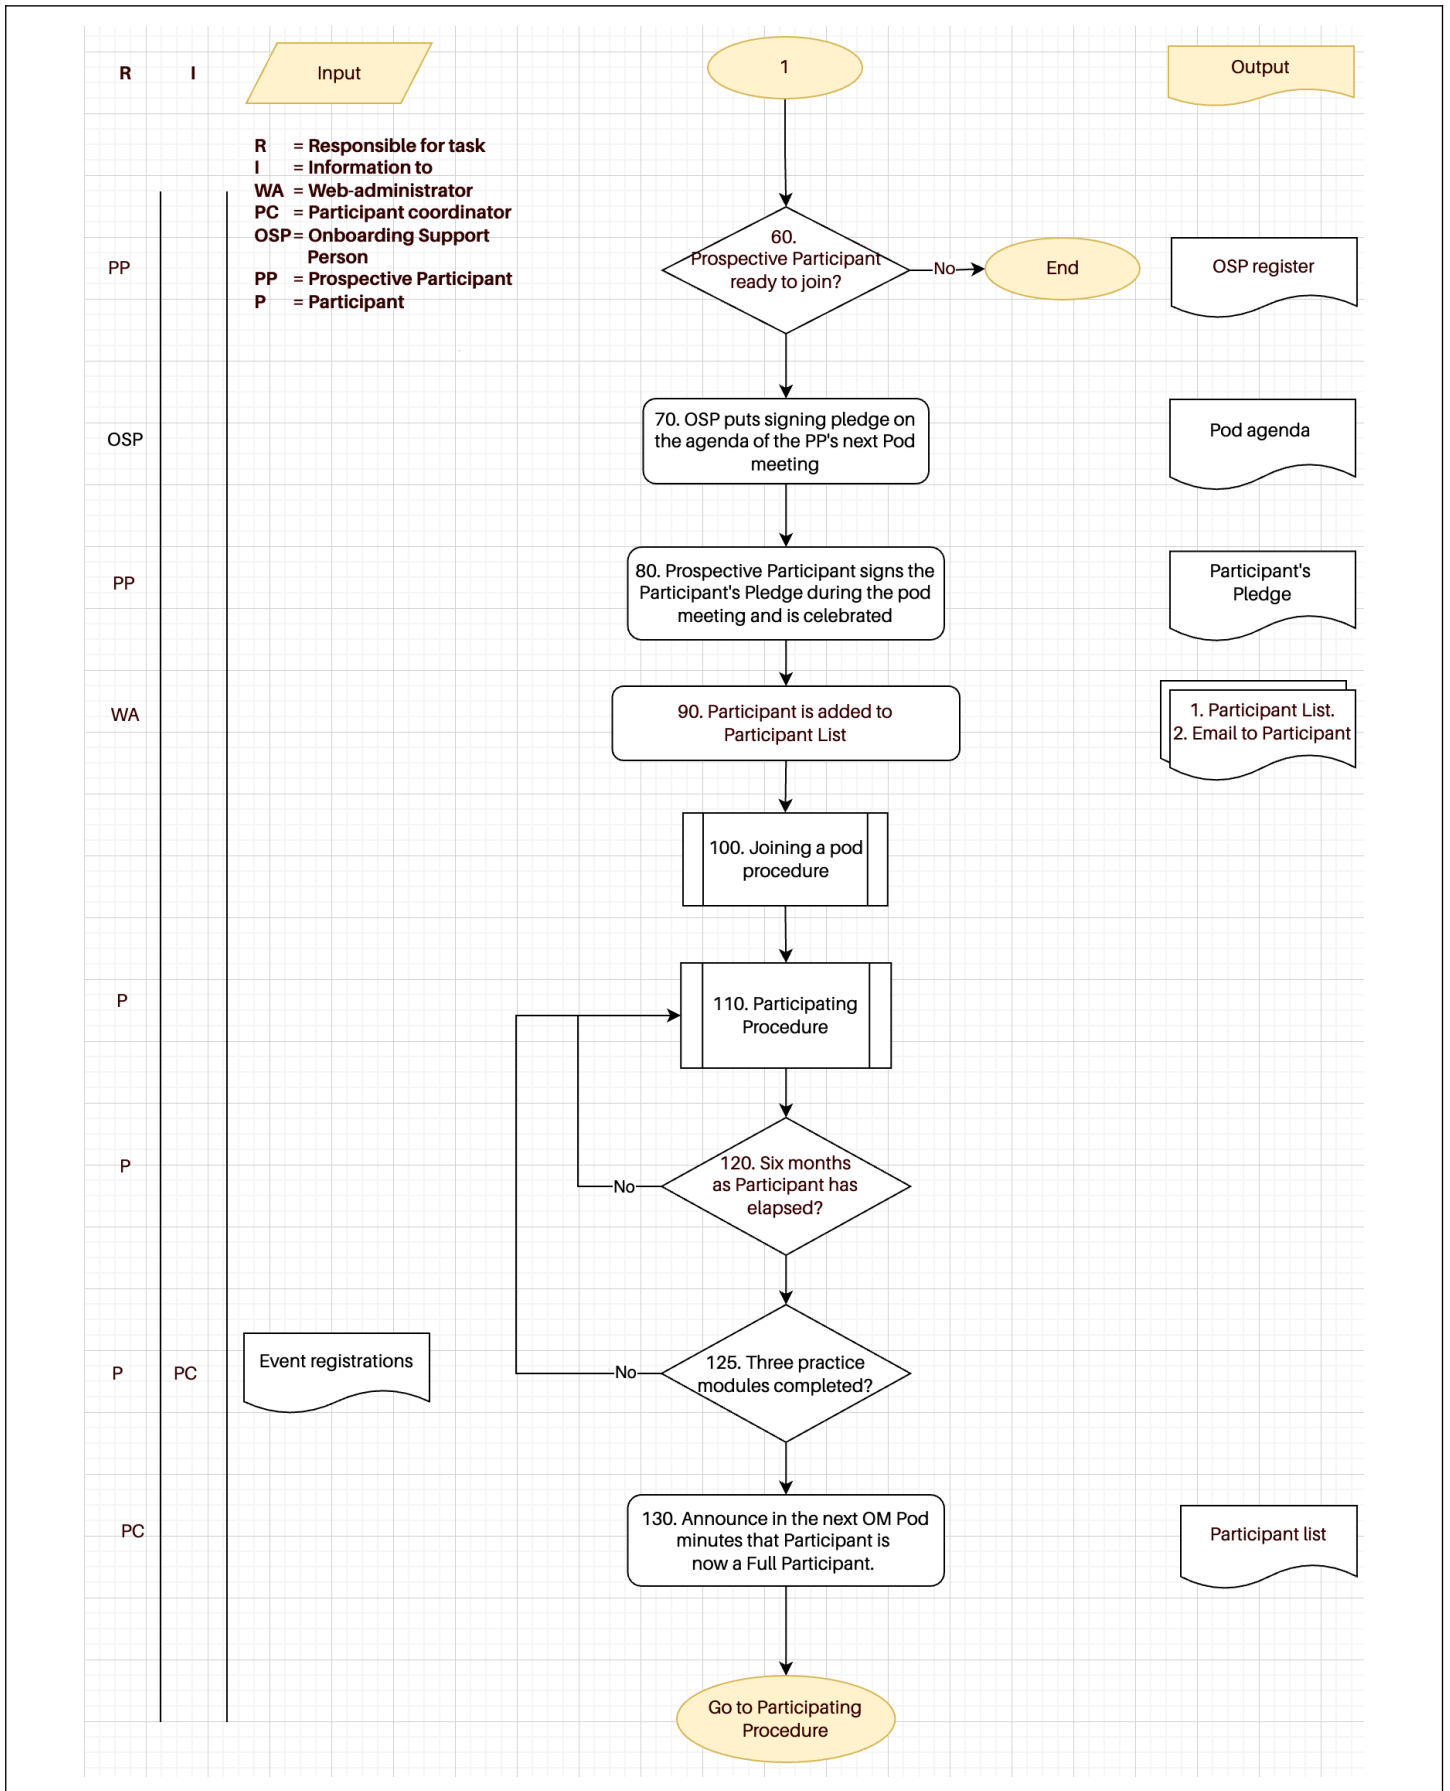 R
I
Input
1
Output
R = Responsible for task
I = Information to
WA = Web-administrator
PC = Participant coordinator
OSP = Onboarding Support
Person
PP = Prospective Participant
P = Participant
PP
60.
Prospective Participant
ready to join?
No
End
OSP register
OSP
70. OSP puts signing pledge on
the agenda of the PP's next Pod
meeting
Pod agenda
PP
80. Prospective Participant signs the
Participant's Pledge during the pod
meeting and is celebrated
Participant's
Pledge
WA
90. Participant is added to
Participant List
1. Participant List.
2. Email to Participant
100. Joining a pod
procedure
P
110. Participating
Procedure
P
120. Six months
as Participant has
elapsed?
No
P
PC
Event registrations
No
125. Three practice
modules completed?
PC
130. Announce in the next OM Pod
minutes that Participant is
now a Full Participant.
Participant list
Go to Participating
Procedure